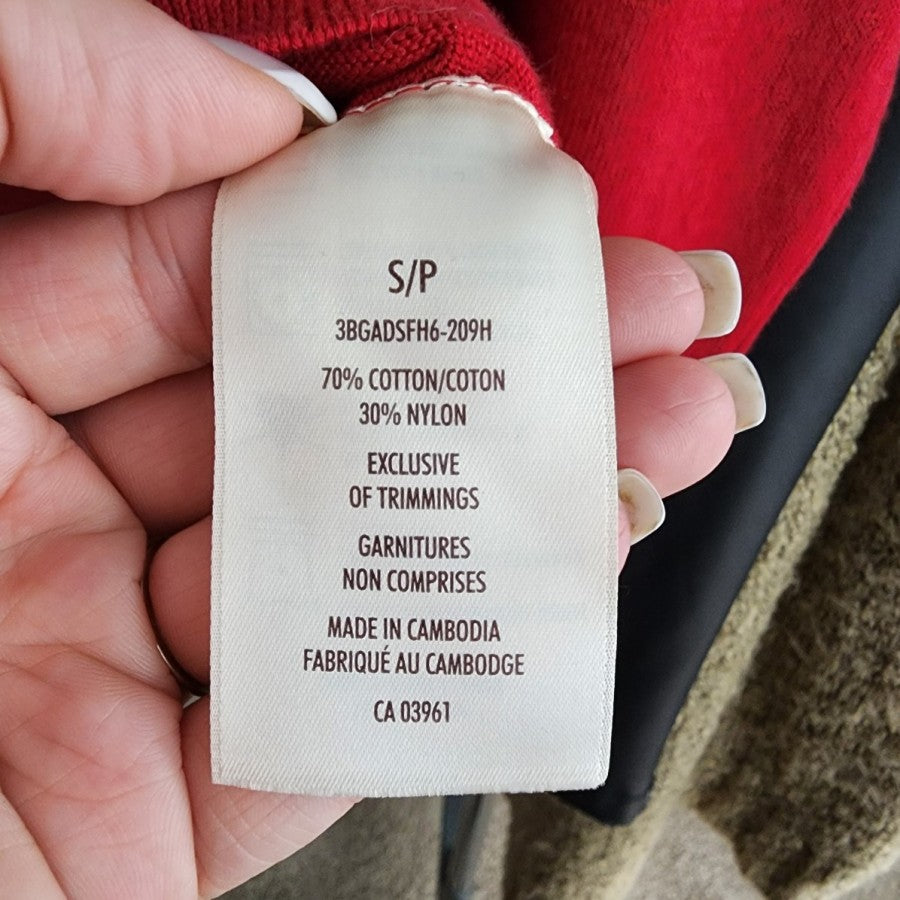 S/P
3BGADSFH6-209H
70% COTTON/COTON
30% NYLON
EXCLUSIVE
OF TRIMMINGS
GARNITURES
NON COMPRISES
MADE IN CAMBODIA
FABRIQUÉ AU CAMBODGE
CA 03961